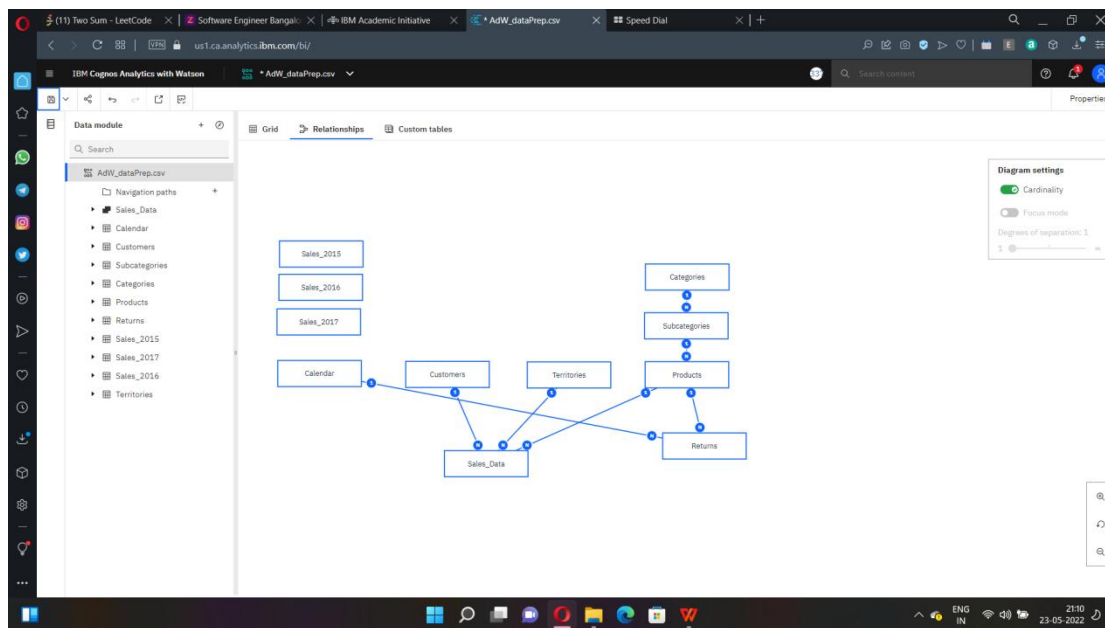 (11) Two Sum - LeetCode
Software Engineer Bangalo
IBM Academic Initiative
* AdW_dataPrep.csv
Speed Dial
VPN
us1.ca.analytics.ibm.com/bi/
IBM Cognos Analytics with Watson
* AdW_dataPrep.csv
Search content
Properties
Data module
Grid
Relationships
Custom tables
Search
AdW_dataPrep.csv
Navigation paths
Sales_Data
Calendar
Customers
Subcategories
Categories
Products
Returns
Sales_2015
Sales_2017
Sales_2016
Territories
Diagram settings
Cardinality
Focus mode
Degrees of separation: 1
1
Sales_2015
Sales_2016
Sales_2017
Categories
Subcategories
Calendar
Customers
Territories
Products
Sales_Data
Returns
ENG
IN
21:10
23-05-2022